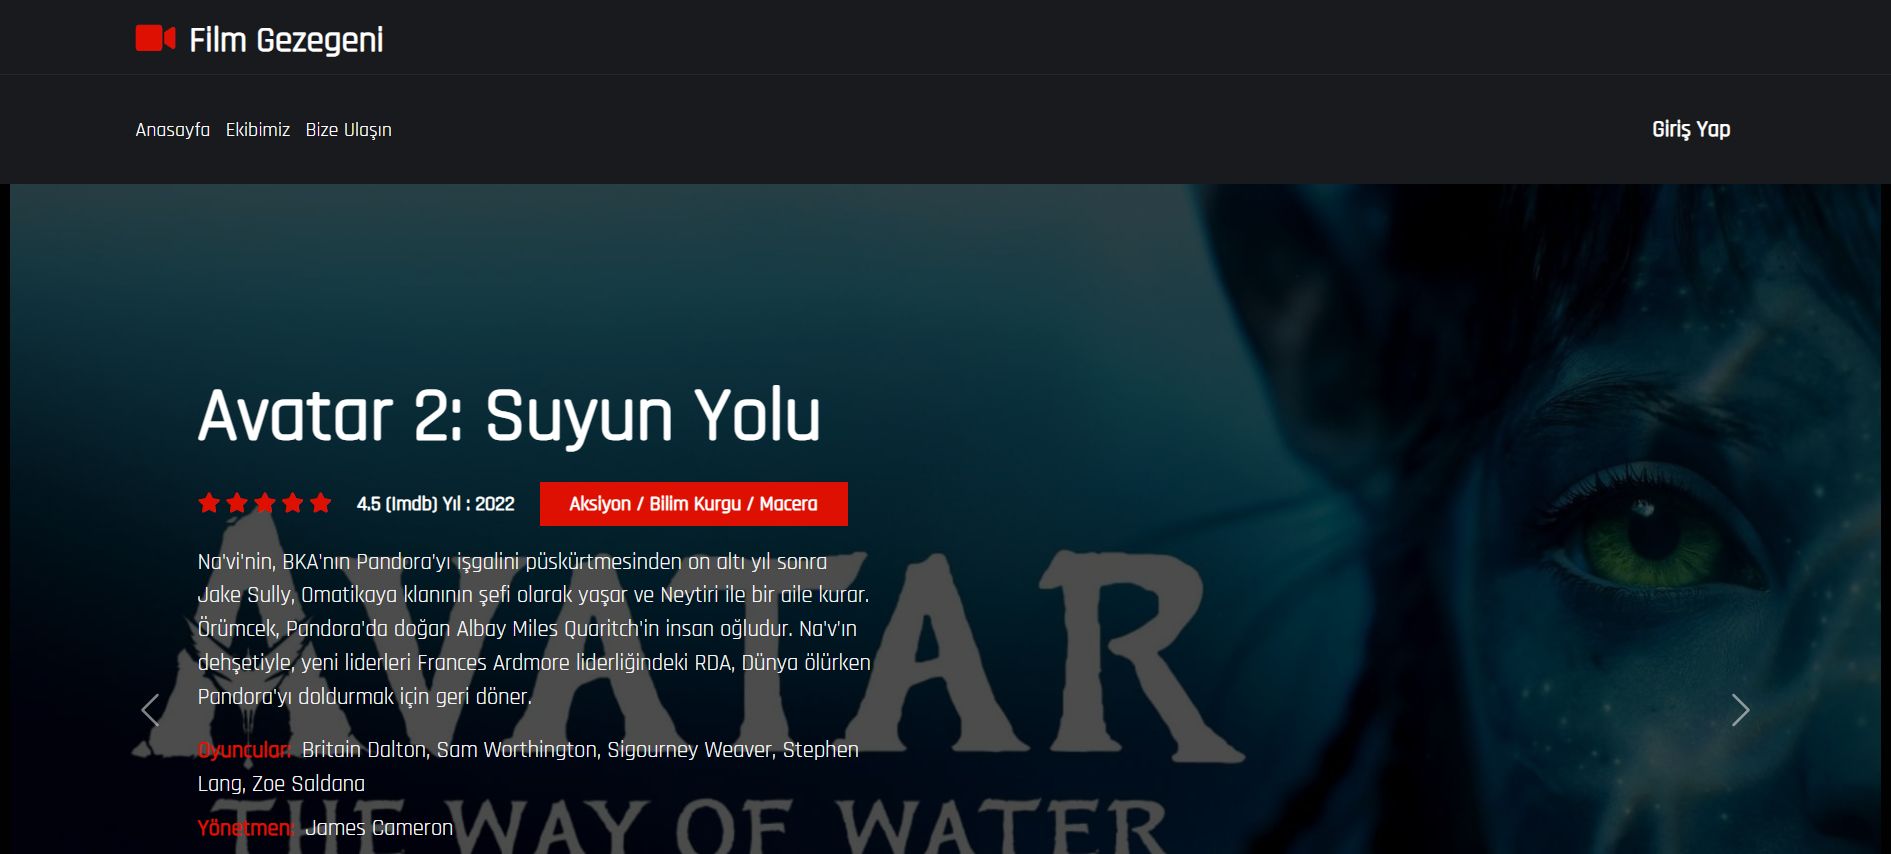 Film Gezegeni
Anasayfa Ekibimiz Bize Ulaşın
Giriş Yap
Avatar 2: Suyun Yolu
4.5 (Imdb) Yıl : 2022
Aksiyon / Bilim Kurgu / Macera
Na'vi'nin, BKA'nın Pandora'yı işgalini püskürtmesinden on altı yıl sonra
Jake Sully, Omatikaya klanının şefi olarak yaşar ve Neytiri ile bir aile kurar.
Örümcek, Pandora'da doğan Albay Miles Quaritch'in insan oğludur. Na'v'ın
dehşetiyle, yeni liderleri Frances Ardmore liderliğindeki RDA, Dünya ölürken
Pandora'yı doldurmak için geri döner.
Oyuncular: Britain Dalton, Sam Worthington, Sigourney Weaver, Stephen
Lang, Zoe Saldana
Yönetmen: James Cameron
AVATAR
THE WAY OF WATER